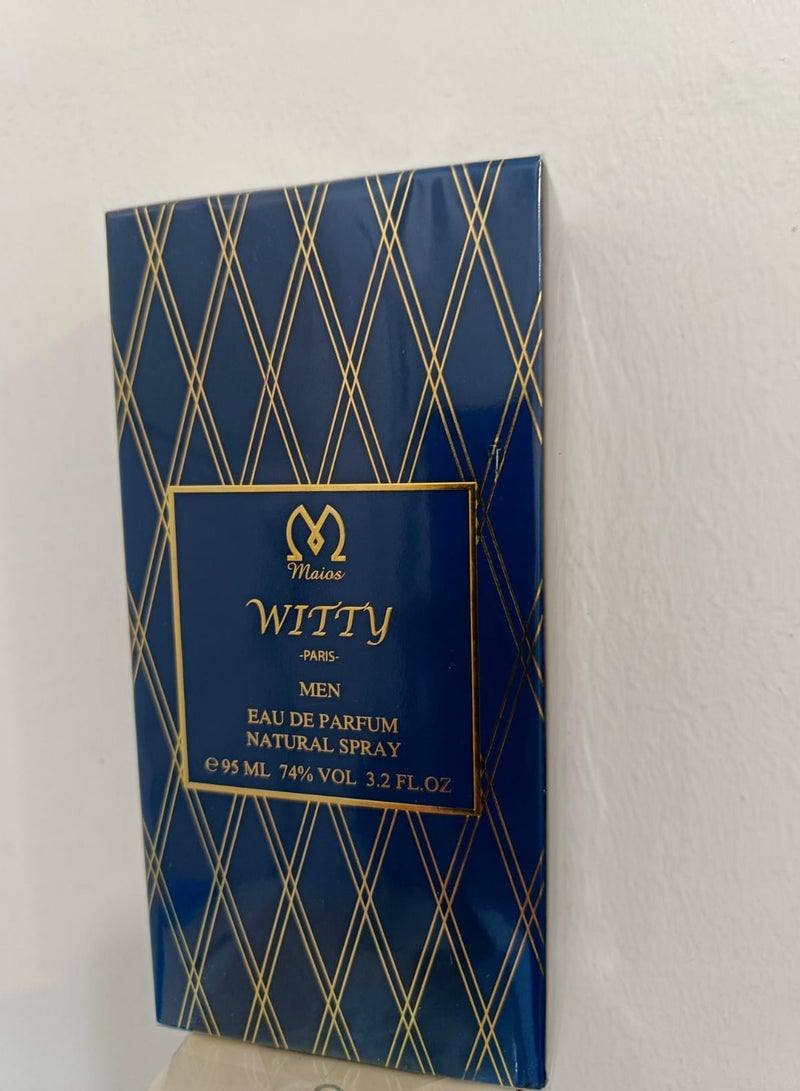 Maios
WITTY
-PARIS-
MEN
EAU DE PARFUM
NATURAL SPRAY
℮ 95 ML 74% VOL 3.2 FL.OZ